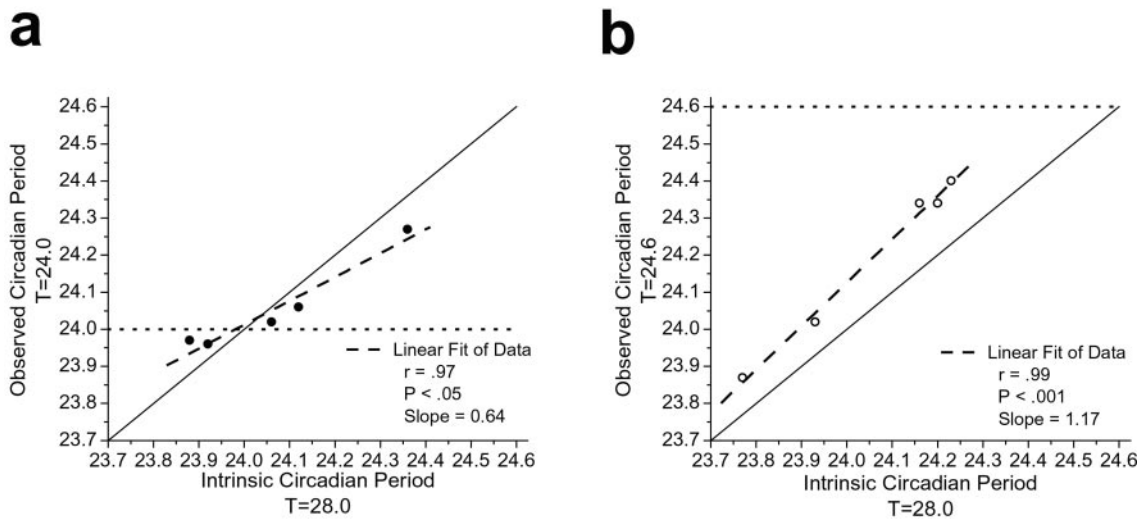 a
24.6
24.5
24.4
24.3
24.2
24.1
24.0
23.9
23.8
23.7
Observed Circadian Period
T=24.0
Linear Fit of Data
r = .97
P < .05
Slope = 0.64
23.7 23.8 23.9 24.0 24.1 24.2 24.3 24.4 24.5 24.6
Intrinsic Circadian Period
T=28.0
b
24.6
24.5
24.4
24.3
24.2
24.1
24.0
23.9
23.8
23.7
Observed Circadian Period
T=24.6
Linear Fit of Data
r = .99
P < .001
Slope = 1.17
23.7 23.8 23.9 24.0 24.1 24.2 24.3 24.4 24.5 24.6
Intrinsic Circadian Period
T=28.0